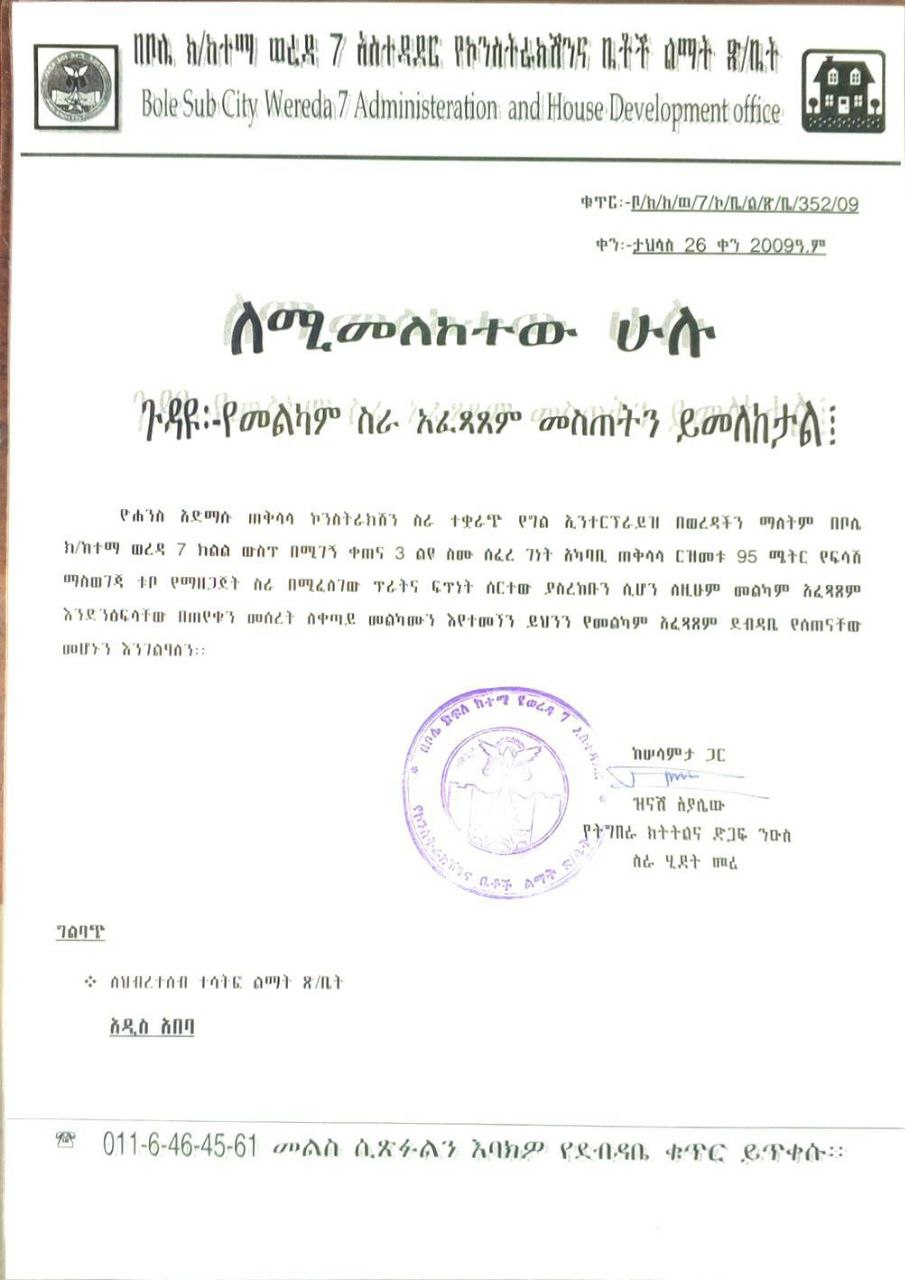 በቦሌ ክ/ከተማ ወረዳ 7 አስተዳደር የኮንስትራክሽንና ቤቶች ልማት ጽ/ቤት
Bole Sub City Wereda 7 Administeration and House Development office
ቁጥር፡-ቦ/ክ/ከ/ወ/7/ኮ/ቤ/ል/ጽ/ቤ/352/09
ቀን፡-ታህሳስ 26 ቀን 2009ዓ.ም
ለሚመለከተው ሁሉ
ጉዳዩ፡-የመልካም ስራ አፈጻጸም መስጠትን ይመለከታል፤
ዮሐንስ አድማሱ ጠቅሳሳ ኮንስትራክሽን ስራ ተቋራጭ የግል ኢንተርፕራይዝ በወረዳችን ማለትም በቦሌ
ክ/ከተማ ወረዳ 7 ክልል ውስጥ በሚገኝ ቀጠና 3 ልዩ ስሙ ሰፈረ ገነት አካባቢ ጠቅሳሳ ርዝመቱ 95 ሜትር የፍሳሽ
ማስወገጃ ቱቦ የማዘጋጀት ስራ በሚፈለገው ጥራትና ፍጥነት ሰርተው ያስረከቡን ሲሆን ስለዚሁም መልካም አፈጻጸም
እንድንፅፍላቸው በጠየቁን መሰረት ለቀጣይ መልካሙን እየተመኘን ይህንን የመልካም አፈጻጸም ደብዳቤ የሰጠናቸው
መሆኑን እንገልፃለን፡፡
በቦሌ ክፍለ ከተማ የወረዳ 7 አስተዳደር
የኮንስትራክሽንና ቤቶች ልማት ጽ/ቤት
ከሠላምታ ጋር
ዝናሽ አያሌው
የትግበራ ክትትልና ድጋፍ ንዑስ
ስራ ሂደት መሪ
ግልባጭ
❖ ለህብረተሰብ ተሳትፎ ልማት ጽ/ቤት
አዲስ አበባ
☎ 011-6-46-45-61 መልስ ሲጽፉልን እባክዎ የደብዳቤ ቁጥር ይጥቀሱ፡፡